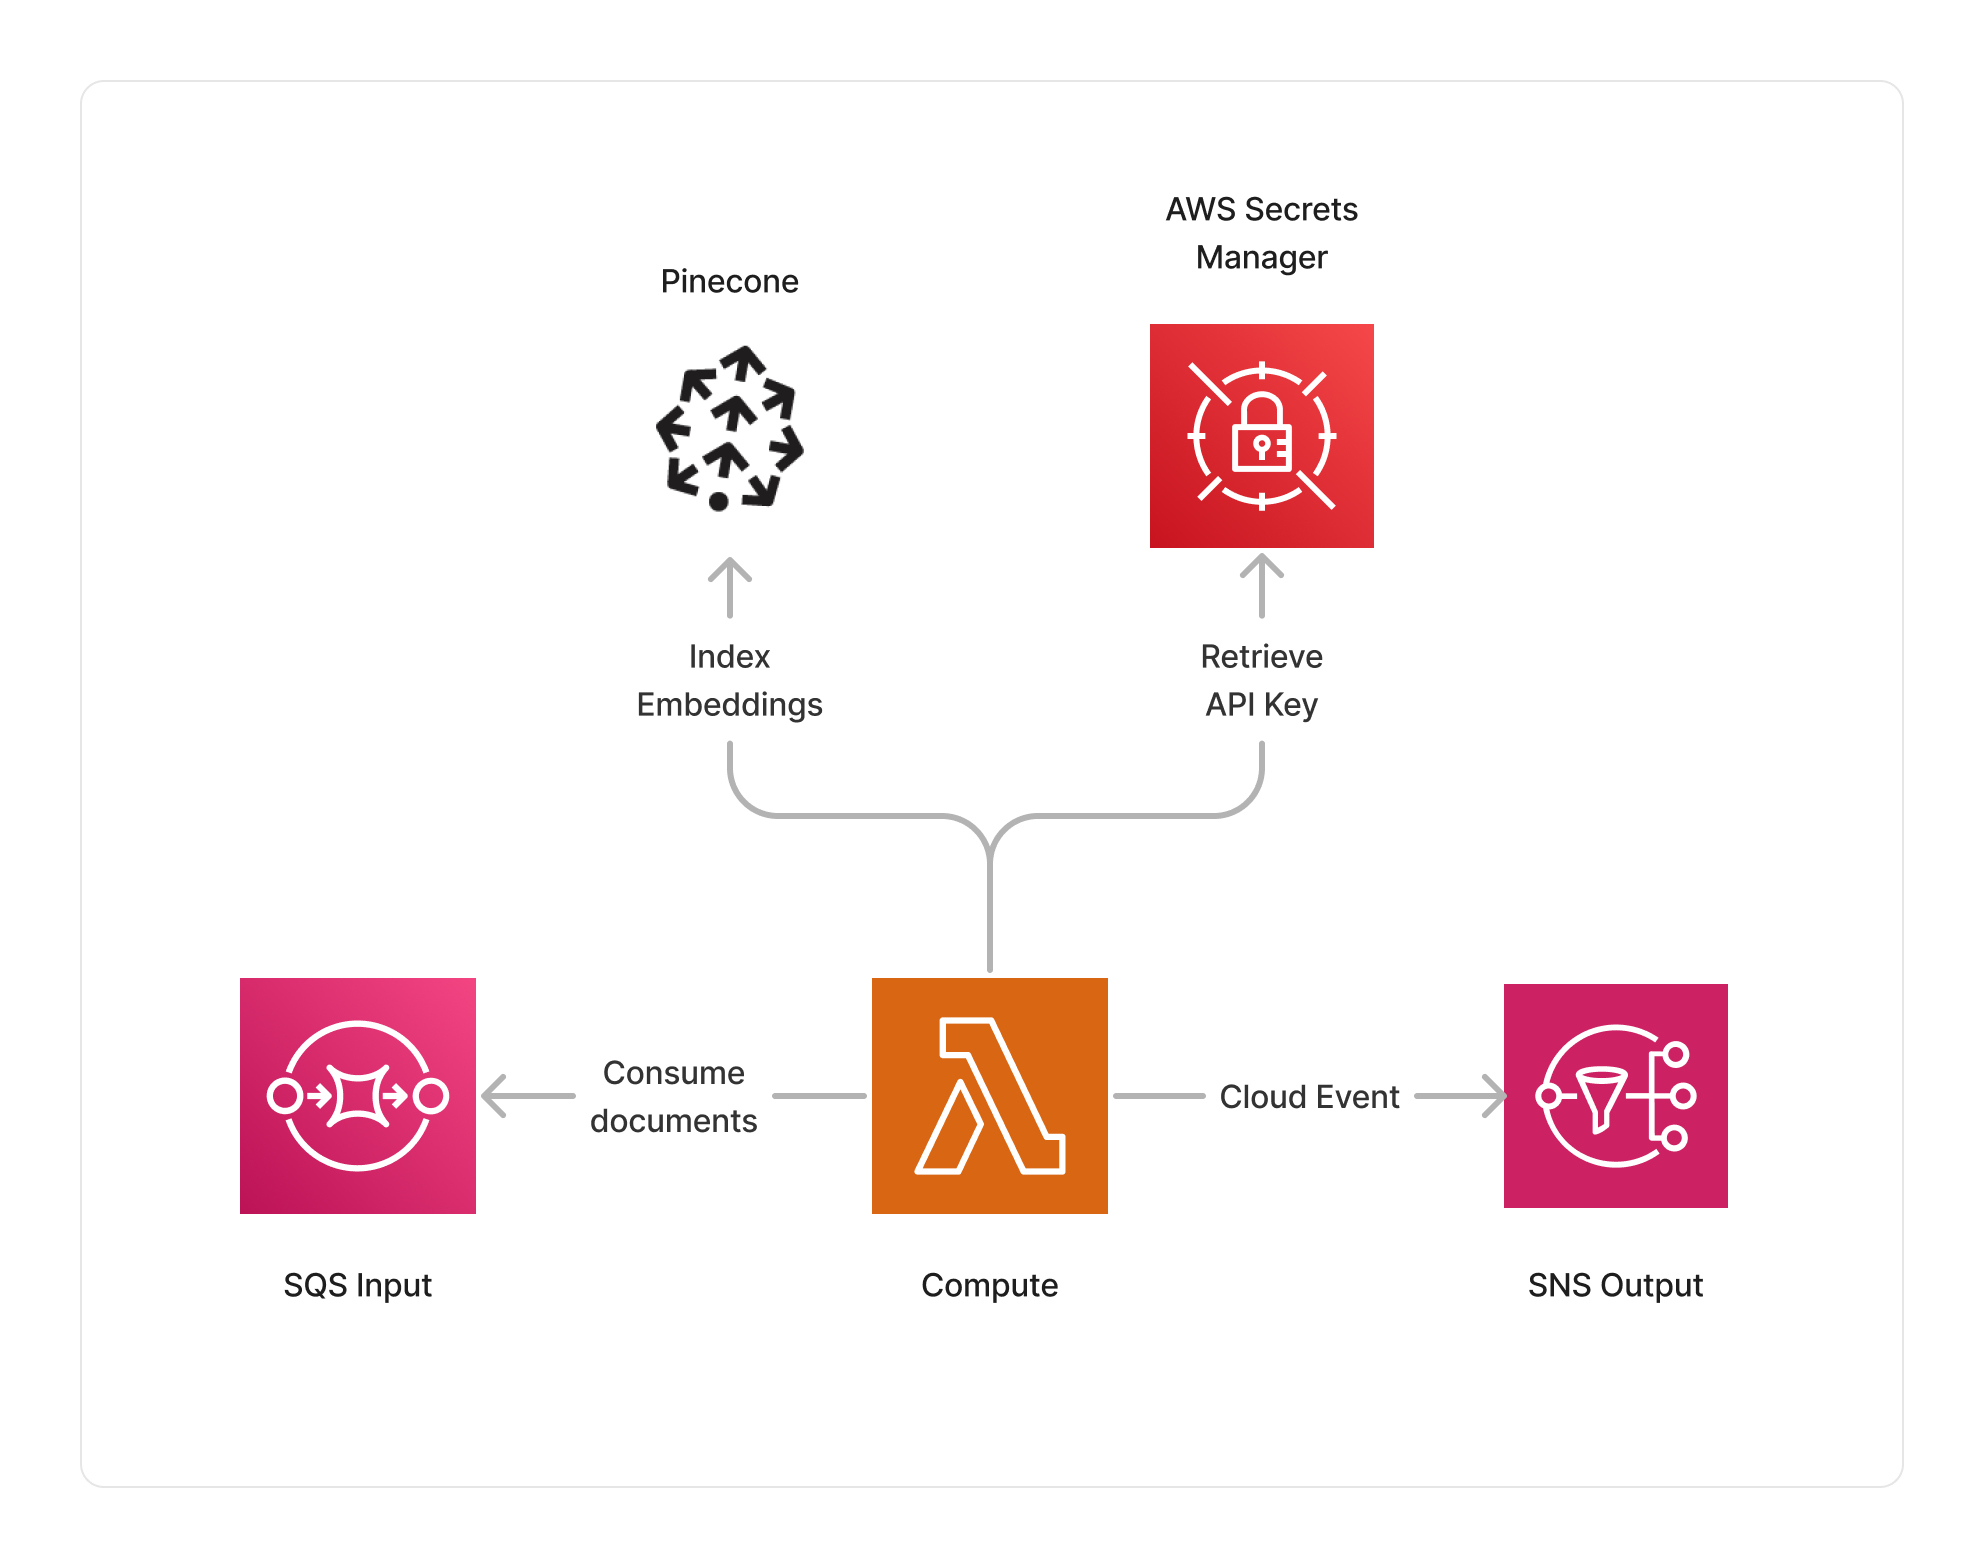 AWS Secrets
Manager
Pinecone
Index
Embeddings
Retrieve
API Key
Consume
documents
Cloud Event
SQS Input
Compute
SNS Output